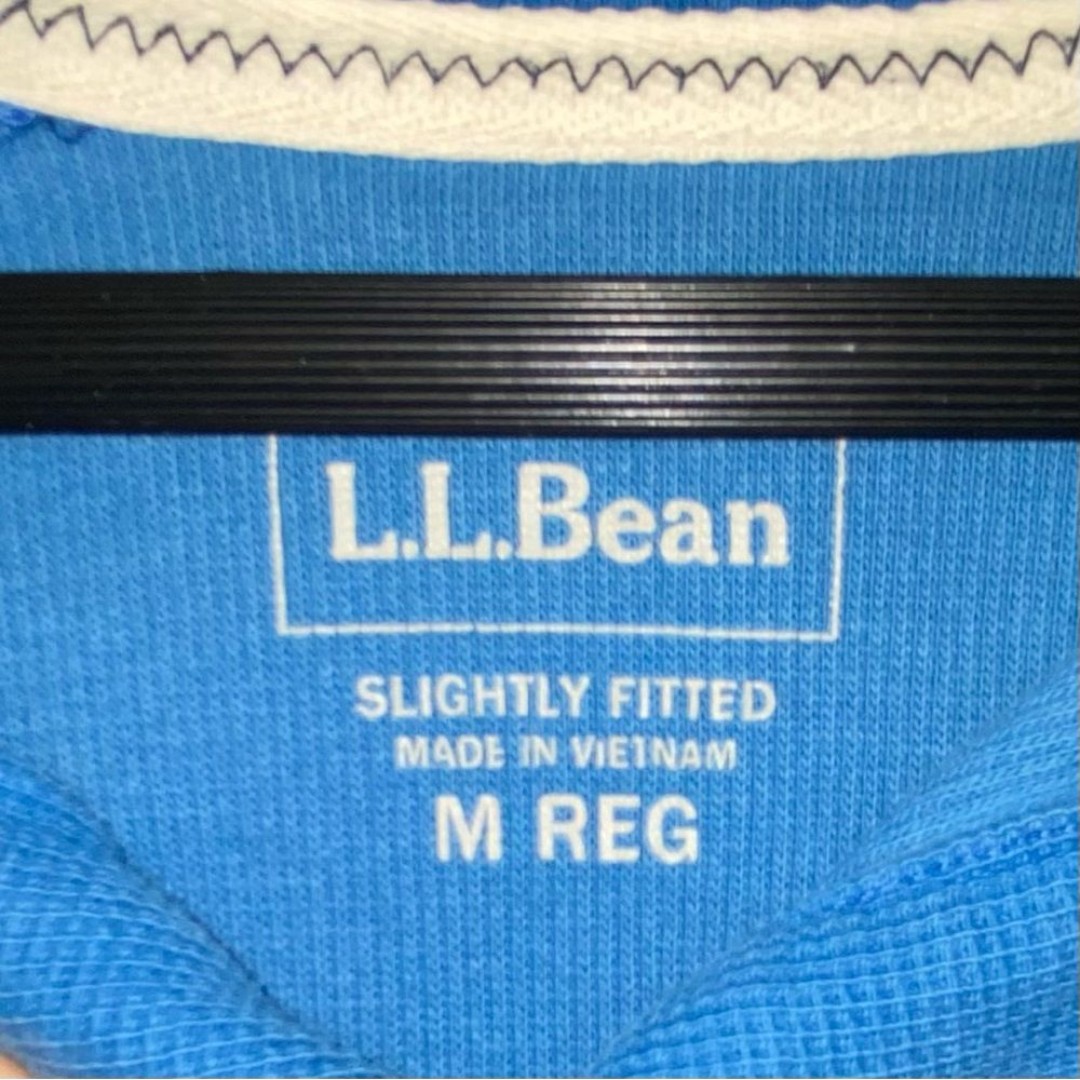 L.L.Bean
SLIGHTLY FITTED
MADE IN VIETNAM
M REG